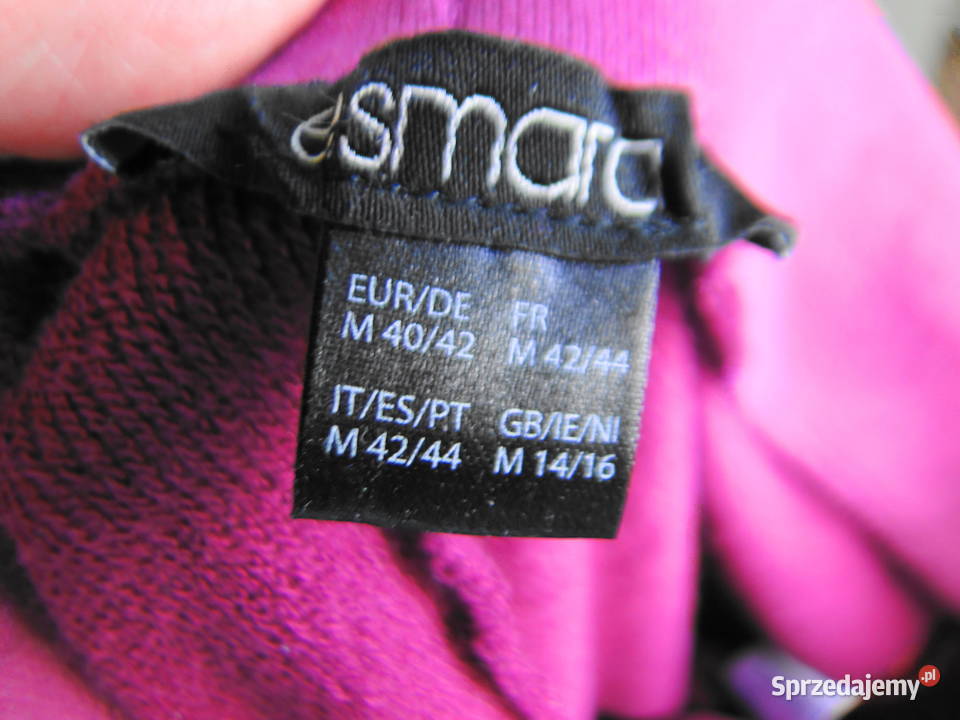 esmara
EUR/DE FR
M 40/42 M 42/44
IT/ES/PT GB/IE/NI
M 42/44 M 14/16
Sprzedajemy.pl